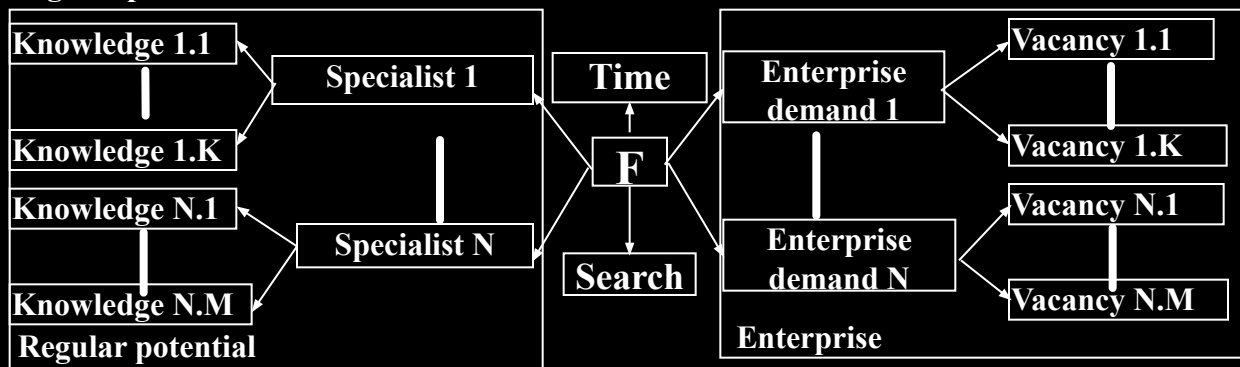 Knowledge 1.1
Knowledge 1.K
Knowledge N.1
Knowledge N.M
Regular potential
Specialist 1
Specialist N
Time
F
Search
Enterprise
demand 1
Enterprise
demand N
Enterprise
Vacancy 1.1
Vacancy 1.K
Vacancy N.1
Vacancy N.M